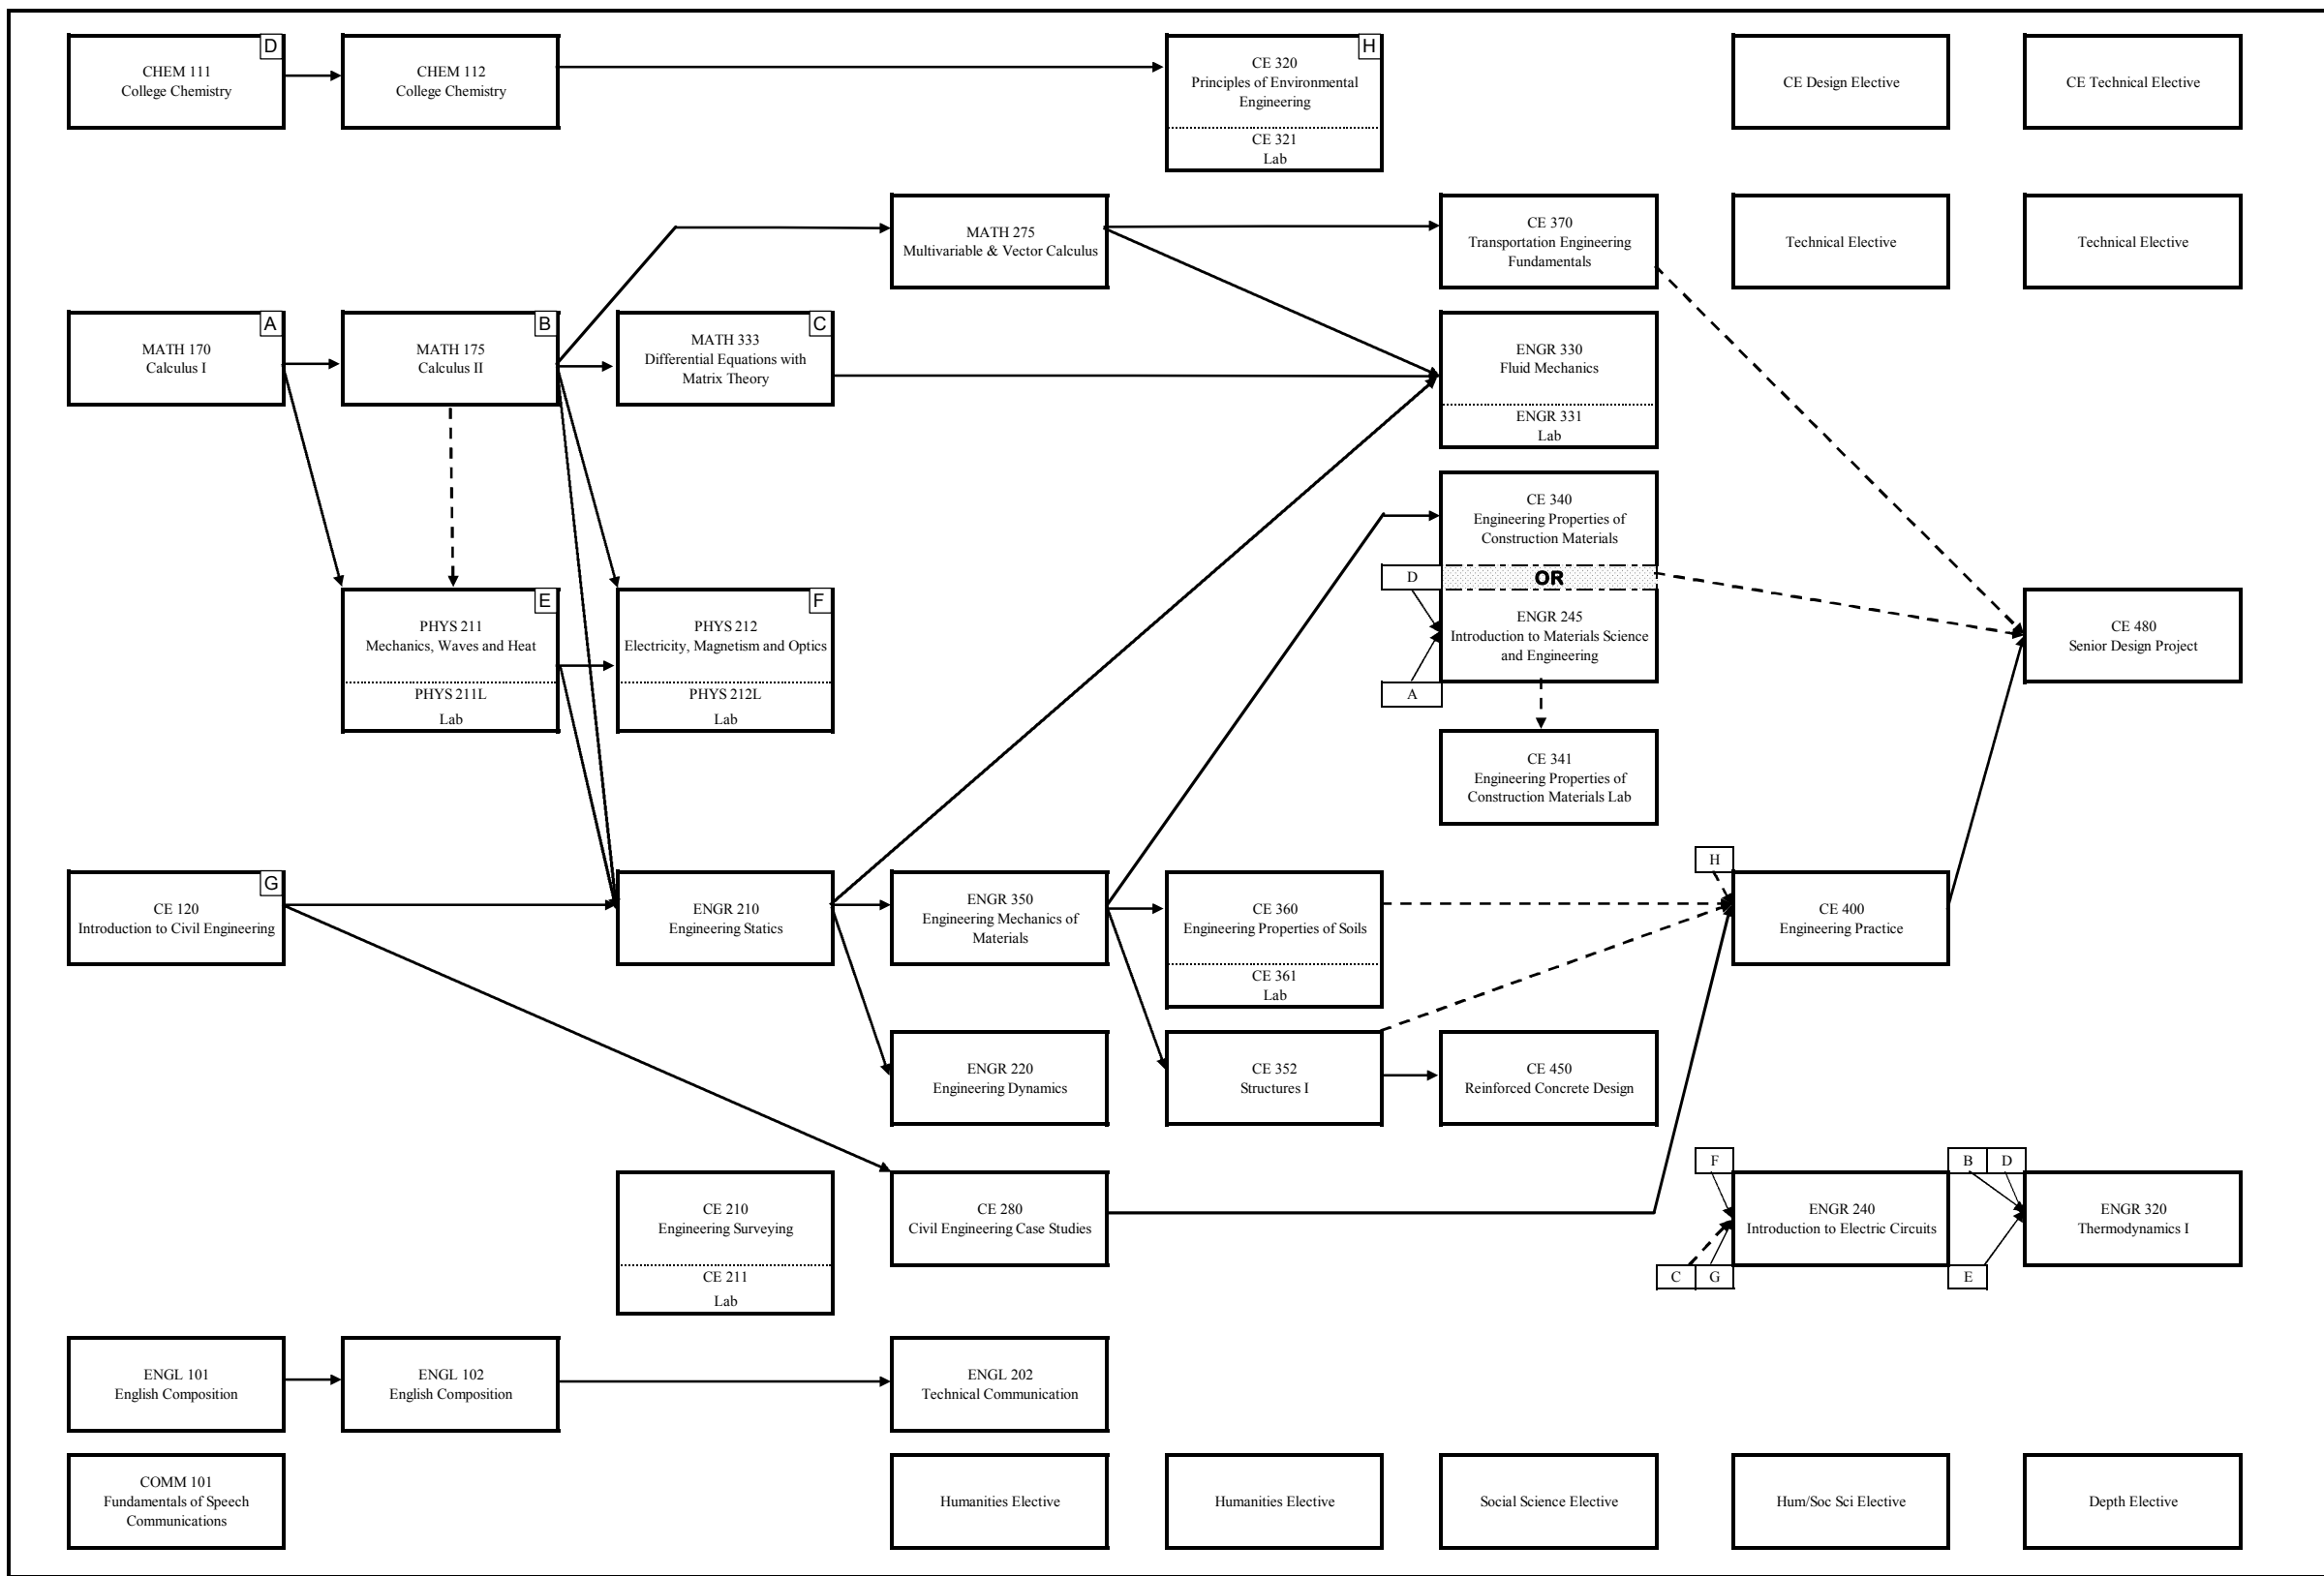 D
CHEM 111
College Chemistry
CHEM 112
College Chemistry
H
CE 320
Principles of Environmental
Engineering
CE 321
Lab
CE Design Elective
CE Technical Elective
MATH 275
Multivariable & Vector Calculus
CE 370
Transportation Engineering
Fundamentals
Technical Elective
Technical Elective
A
MATH 170
Calculus I
B
MATH 175
Calculus II
C
MATH 333
Differential Equations with
Matrix Theory
ENGR 330
Fluid Mechanics
ENGR 331
Lab
CE 340
Engineering Properties of
Construction Materials
D
OR
ENGR 245
Introduction to Materials Science
and Engineering
A
E
PHYS 211
Mechanics, Waves and Heat
PHYS 211L
Lab
F
PHYS 212
Electricity, Magnetism and Optics
PHYS 212L
Lab
CE 480
Senior Design Project
CE 341
Engineering Properties of
Construction Materials Lab
G
CE 120
Introduction to Civil Engineering
ENGR 210
Engineering Statics
ENGR 350
Engineering Mechanics of
Materials
CE 360
Engineering Properties of Soils
CE 361
Lab
H
CE 400
Engineering Practice
ENGR 220
Engineering Dynamics
CE 352
Structures I
CE 450
Reinforced Concrete Design
CE 210
Engineering Surveying
CE 211
Lab
CE 280
Civil Engineering Case Studies
F
ENGR 240
Introduction to Electric Circuits
C
G
B
D
ENGR 320
Thermodynamics I
E
ENGL 101
English Composition
ENGL 102
English Composition
ENGL 202
Technical Communication
COMM 101
Fundamentals of Speech
Communications
Humanities Elective
Humanities Elective
Social Science Elective
Hum/Soc Sci Elective
Depth Elective